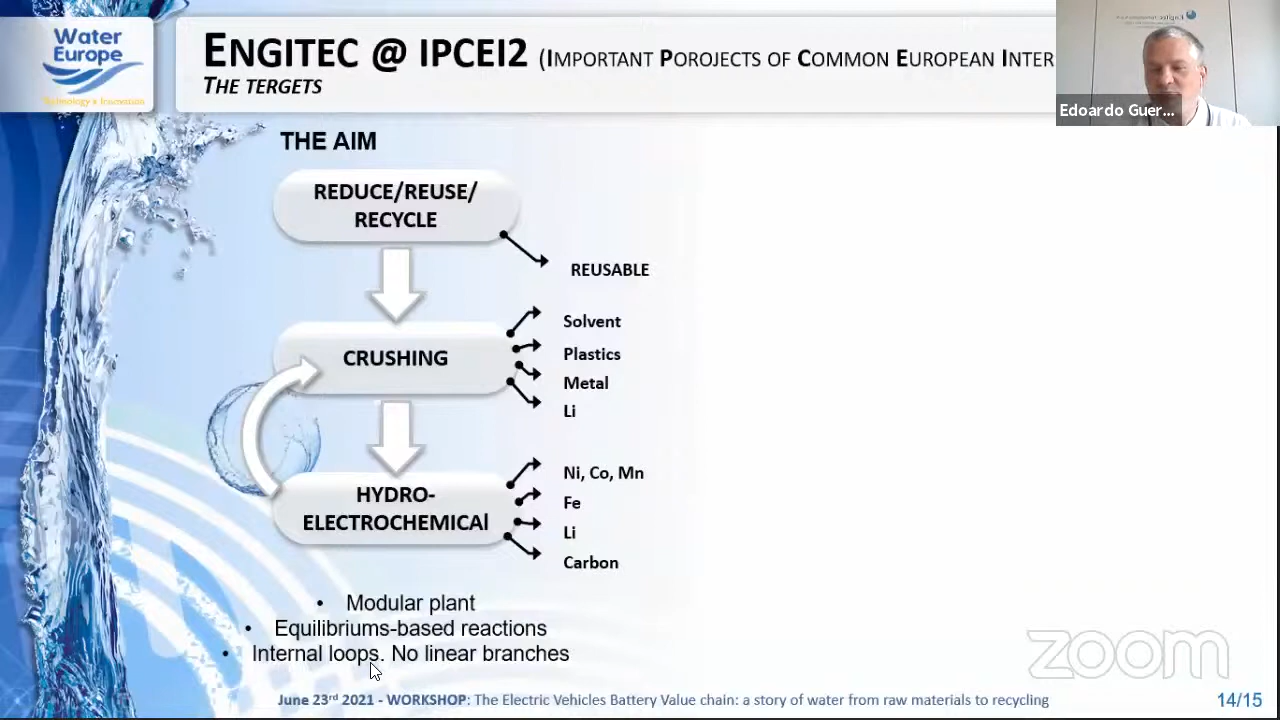 Water
Europe
Technology & Innovation
ENGITEC @ IPCEI2 (IMPORTANT POROJECTS OF COMMON EUROPEAN INTER
THE TERGETS
Edoardo Guer...
THE AIM
REDUCE/REUSE/
RECYCLE
REUSABLE
CRUSHING
Solvent
Plastics
Metal
Li
HYDRO-
ELECTROCHEMICAl
Ni, Co, Mn
Fe
Li
Carbon
• Modular plant
• Equilibriums-based reactions
• Internal loops. No linear branches
zoom
June 23rd 2021 - WORKSHOP: The Electric Vehicles Battery Value chain: a story of water from raw materials to recycling
14/15